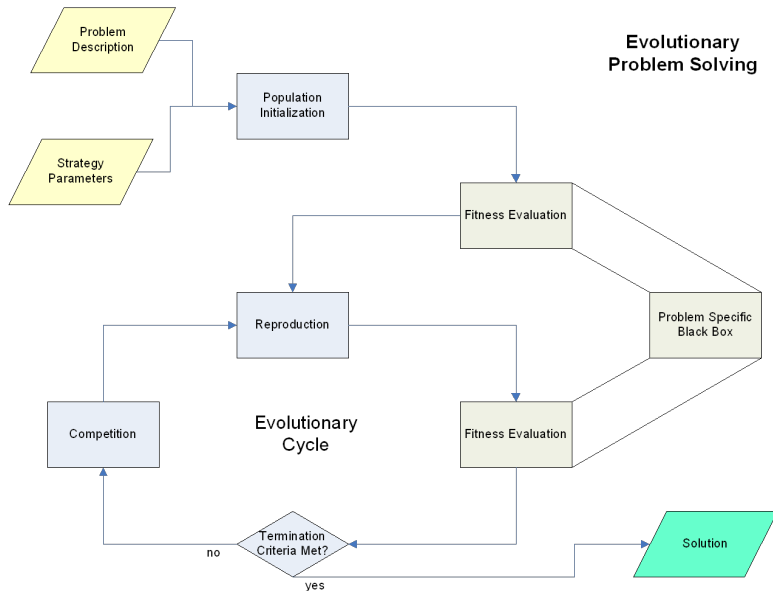 Problem
Description
Evolutionary
Problem Solving
Population
Initialization
Strategy
Parameters
Fitness Evaluation
Reproduction
Problem Specific
Black Box
Competition
Evolutionary
Cycle
Fitness Evaluation
Termination
Criteria Met?
no
yes
Solution